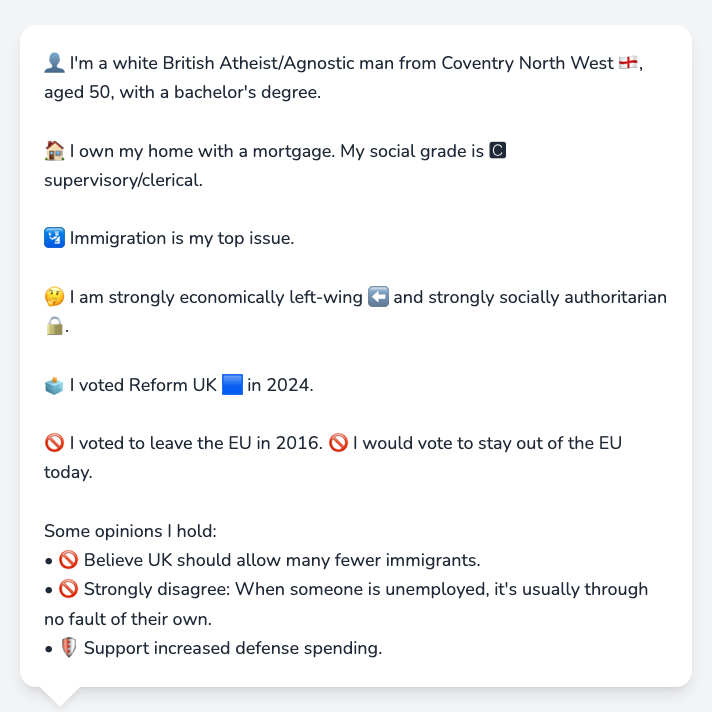 👤 I'm a white British Atheist/Agnostic man from Coventry North West 🏴󠁧󠁢󠁥󠁮󠁧󠁿,
aged 50, with a bachelor's degree.
🏠 I own my home with a mortgage. My social grade is 🅲
supervisory/clerical.
🛂 Immigration is my top issue.
🤔 I am strongly economically left-wing ⬅️ and strongly socially authoritarian
🔒.
🗳️ I voted Reform UK 🟦 in 2024.
🚫 I voted to leave the EU in 2016. 🚫 I would vote to stay out of the EU
today.
Some opinions I hold:
• 🚫 Believe UK should allow many fewer immigrants.
• 🚫 Strongly disagree: When someone is unemployed, it's usually through
no fault of their own.
• 🛡️ Support increased defense spending.